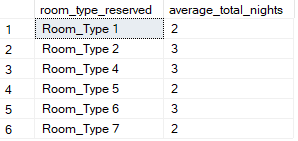 room_type_reserved average_total_nights
1 Room_Type 1 2
2 Room_Type 2 3
3 Room_Type 4 3
4 Room_Type 5 2
5 Room_Type 6 3
6 Room_Type 7 2